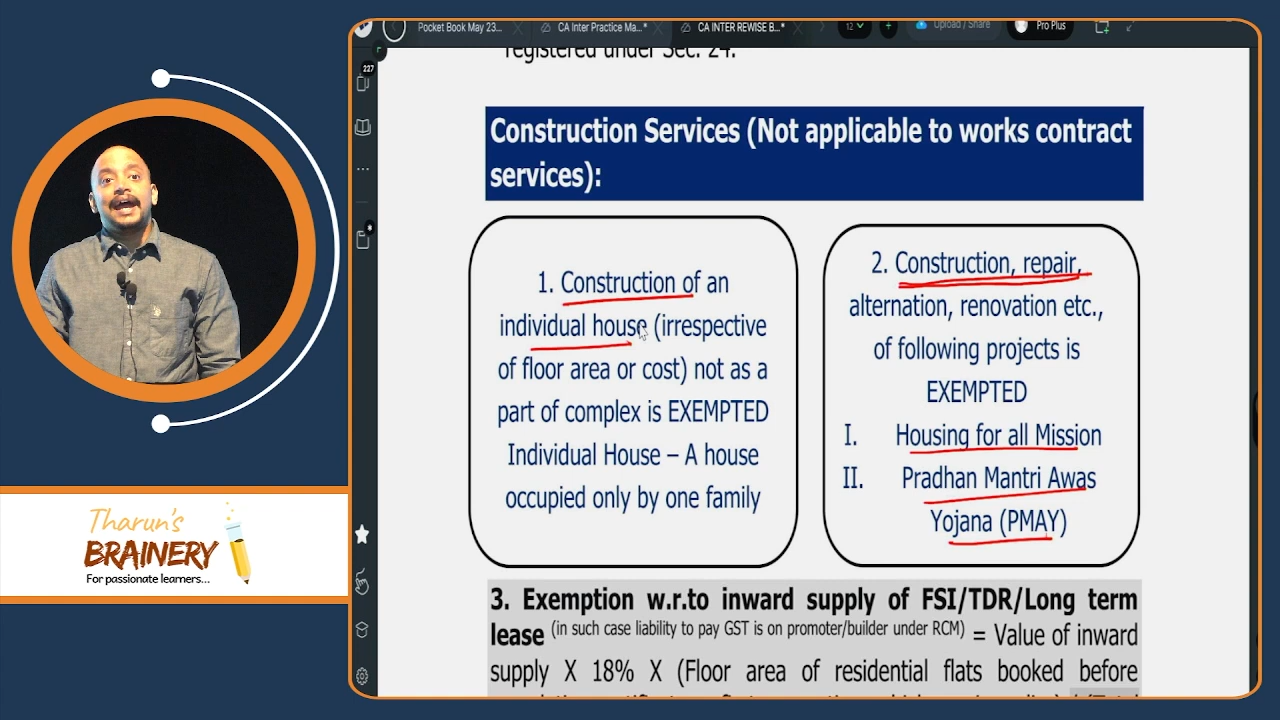 Pocket Book May 23...
CA Inter Practice Ma...*
CA INTER REWISE B...*
12
Upload / Share
Pro Plus
227
registered under Sec. 24.
Construction Services (Not applicable to works contract
services):
1. Construction of an
individual house (irrespective
of floor area or cost) not as a
part of complex is EXEMPTED
Individual House – A house
occupied only by one family
2. Construction, repair,
alternation, renovation etc.,
of following projects is
EXEMPTED
I. Housing for all Mission
II. Pradhan Mantri Awas
Yojana (PMAY)
3. Exemption w.r.to inward supply of FSI/TDR/Long term
lease (in such case liability to pay GST is on promoter/builder under RCM) = Value of inward
supply X 18% X (Floor area of residential flats booked before
Tharun's
BRAINERY
For passionate learners...